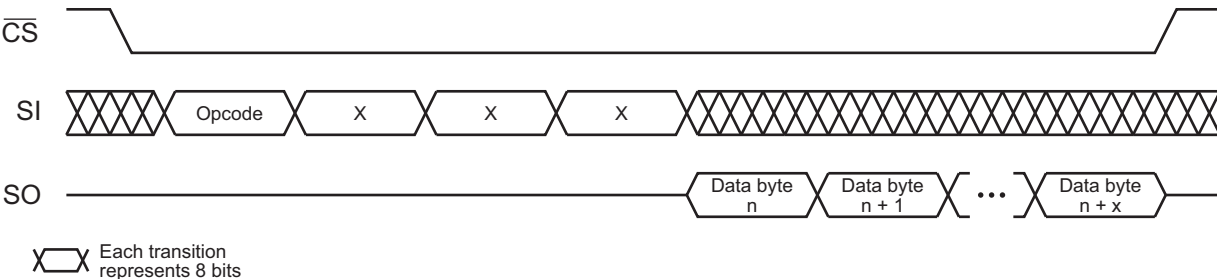 CS
SI
Opcode
X
X
X
SO
Data byte
n
Data byte
n + 1
•••
Data byte
n + x
Each transition
represents 8 bits